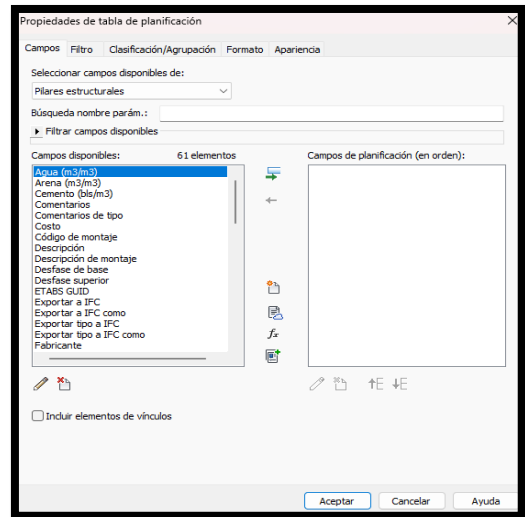 Propiedades de tabla de planificación
Campos Filtro Clasificación/Agrupación Formato Apariencia
Seleccionar campos disponibles de:
Pilares estructurales
Búsqueda nombre parám.:
Filtrar campos disponibles
Campos disponibles: 61 elementos
Campos de planificación (en orden):
Agua (m3/m3)
Arena (m3/m3)
Cemento (bls/m3)
Comentarios
Comentarios de tipo
Costo
Código de montaje
Descripción
Descripción de montaje
Desfase de base
Desfase superior
ETABS GUID
Exportar a IFC
Exportar a IFC como
Exportar tipo a IFC
Exportar tipo a IFC como
Fabricante
fx
Incluir elementos de vínculos
Aceptar Cancelar Ayuda